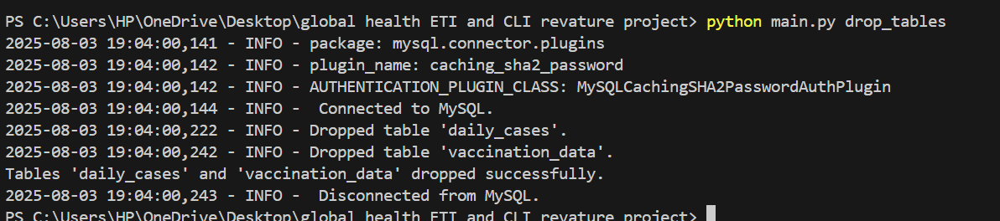 PS C:\Users\HP\OneDrive\Desktop\global health ETI and CLI revature project> python main.py drop_tables
2025-08-03 19:04:00,141 - INFO - package: mysql.connector.plugins
2025-08-03 19:04:00,142 - INFO - plugin_name: caching_sha2_password
2025-08-03 19:04:00,142 - INFO - AUTHENTICATION_PLUGIN_CLASS: MySQLCachingSHA2PasswordAuthPlugin
2025-08-03 19:04:00,144 - INFO -  Connected to MySQL.
2025-08-03 19:04:00,222 - INFO - Dropped table 'daily_cases'.
2025-08-03 19:04:00,242 - INFO - Dropped table 'vaccination_data'.
Tables 'daily_cases' and 'vaccination_data' dropped successfully.
2025-08-03 19:04:00,243 - INFO -  Disconnected from MySQL.
PS C:\Users\HP\OneDrive\Desktop\global health ETI and CLI revature project>